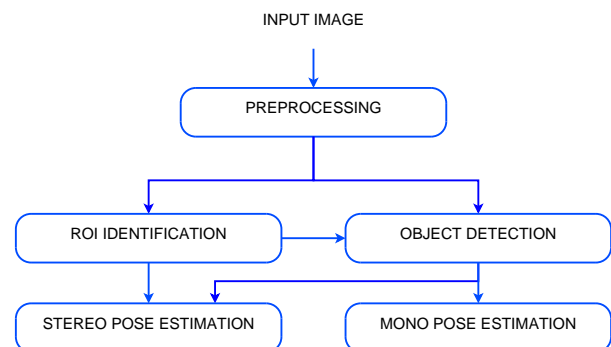 INPUT IMAGE
PREPROCESSING
ROI IDENTIFICATION
OBJECT DETECTION
STEREO POSE ESTIMATION
MONO POSE ESTIMATION